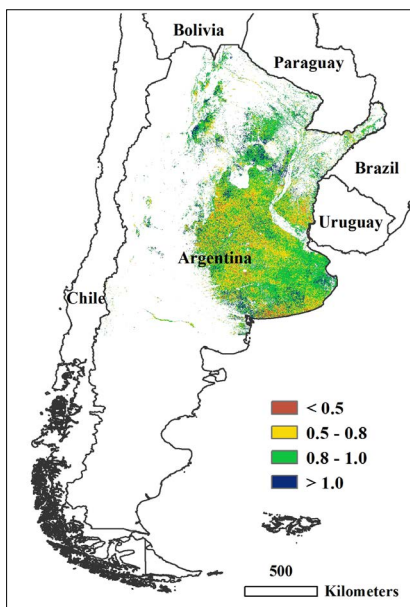 Bolivia
Paraguay
Brazil
Uruguay
Argentina
Chile
< 0.5
0.5 - 0.8
0.8 - 1.0
> 1.0
500
Kilometers